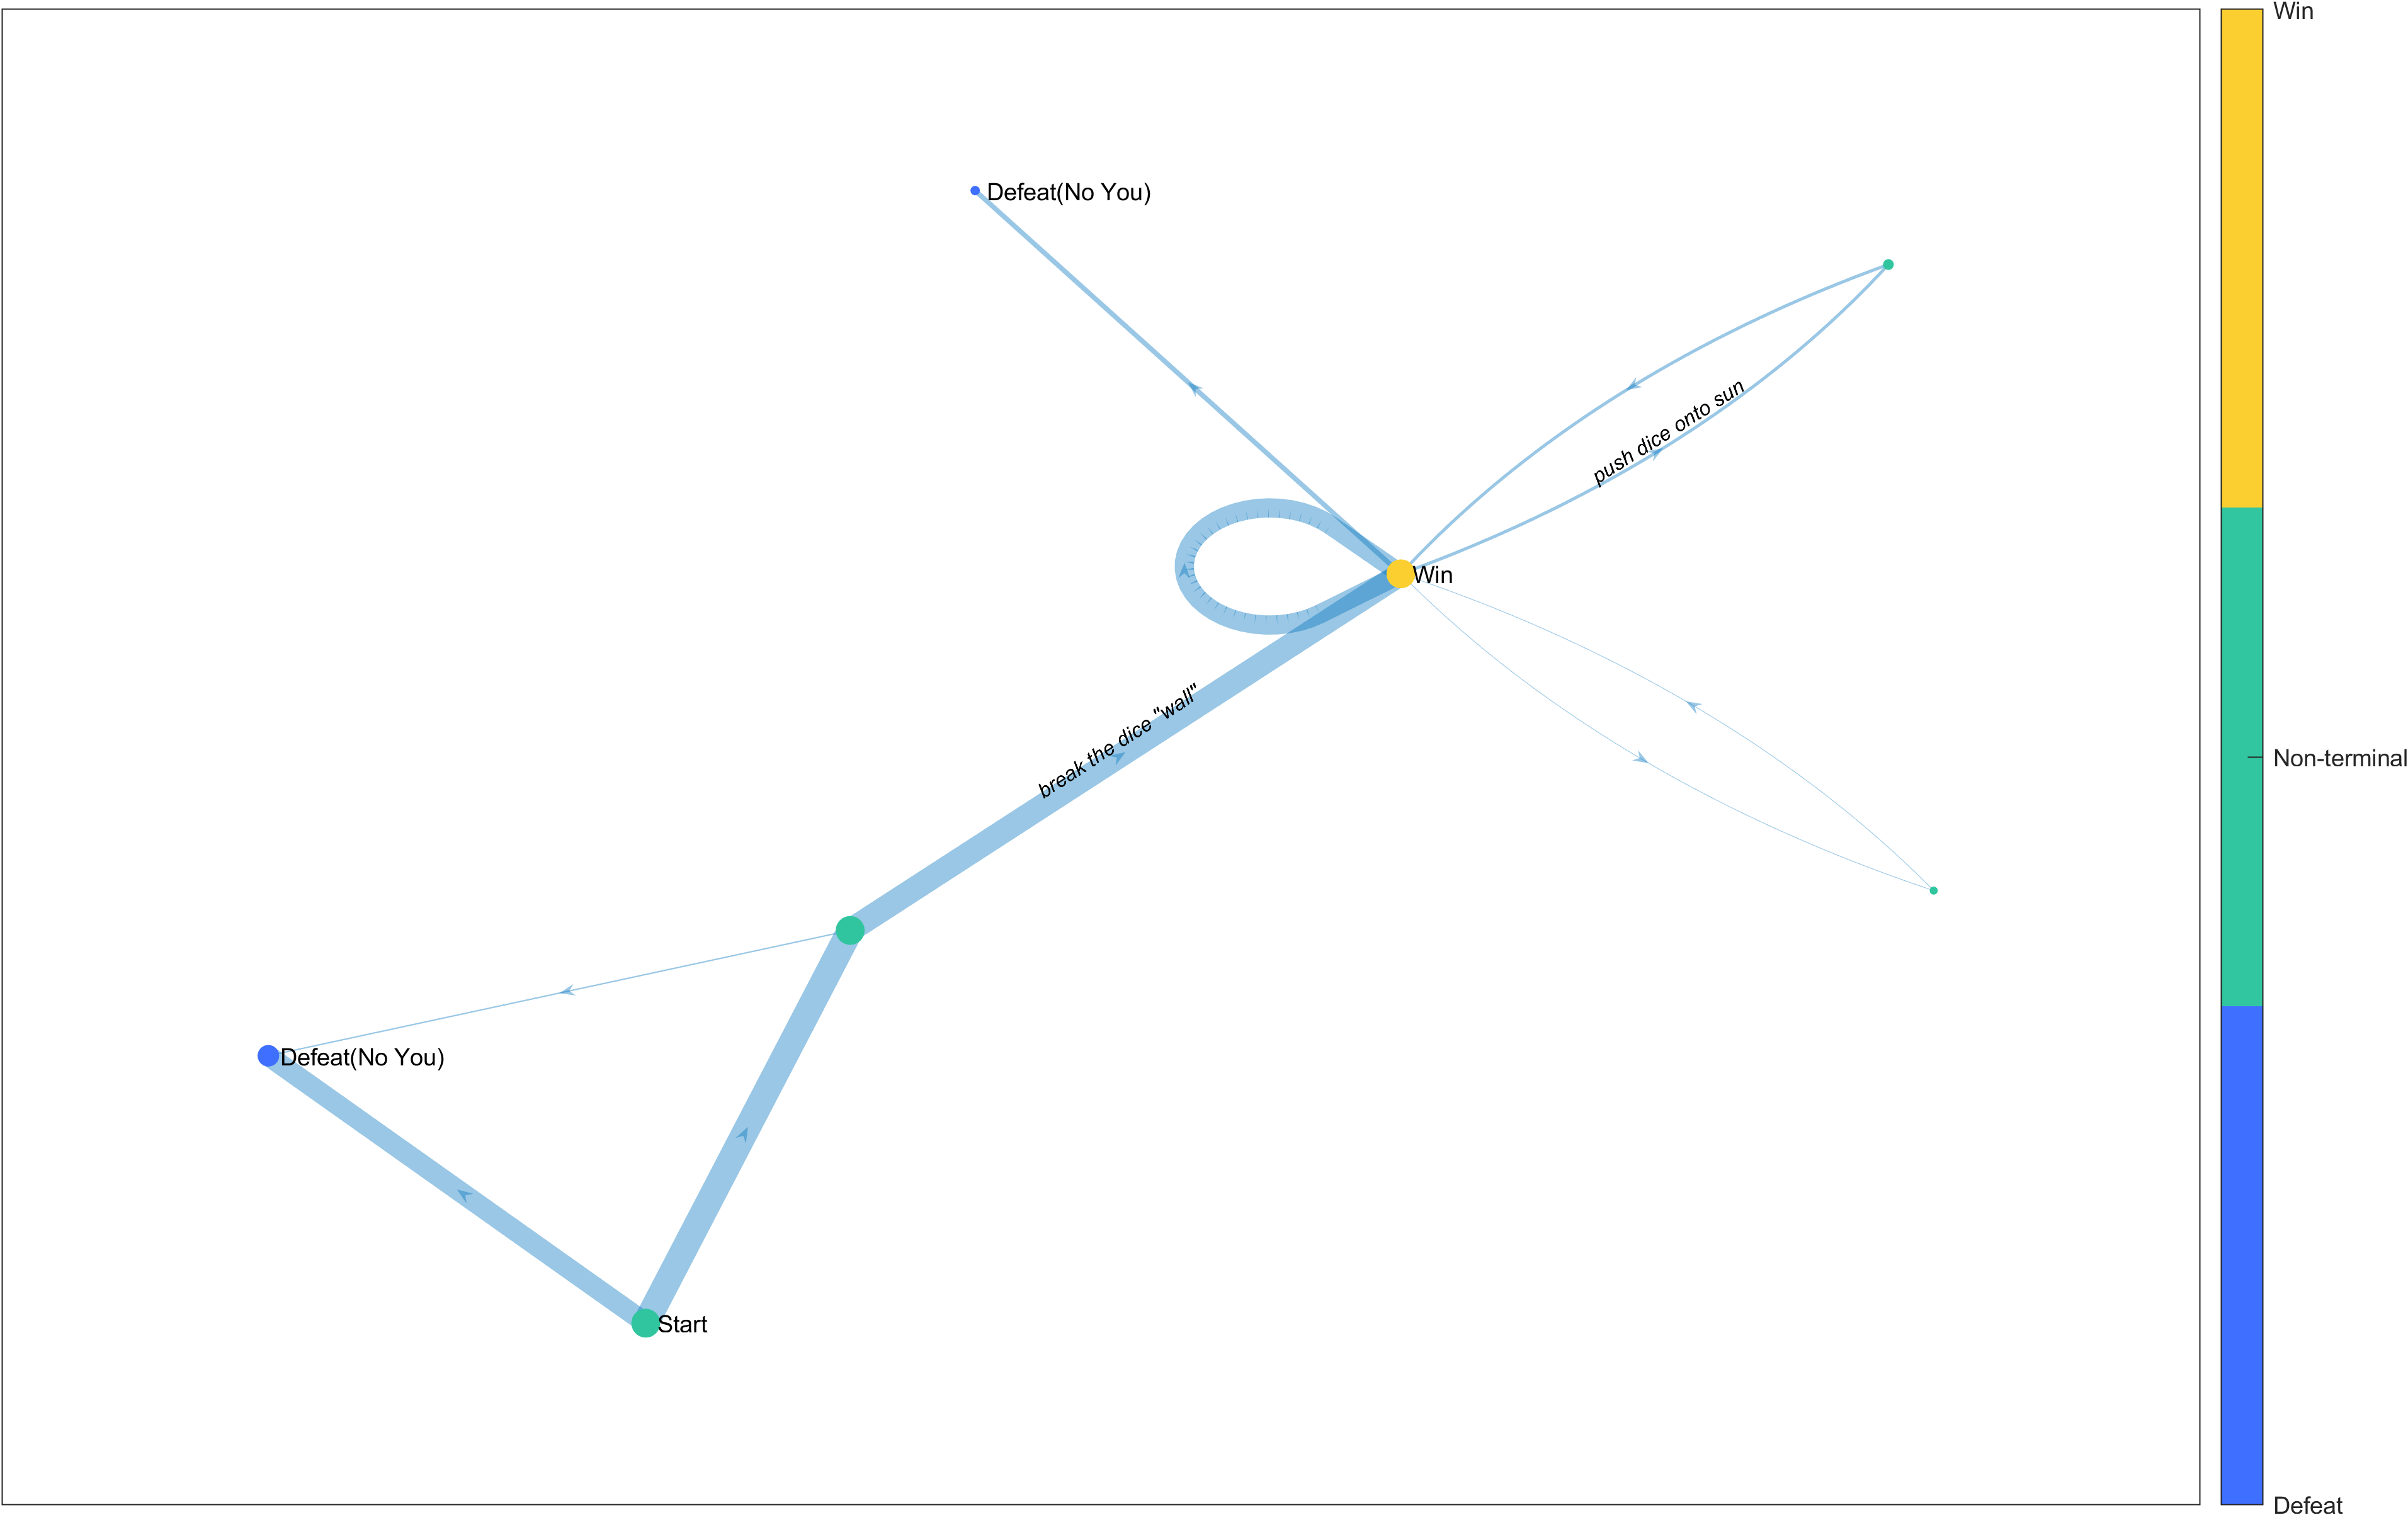 Win
Defeat(No You)
push dice onto sun
Win
break the dice "wall"
Non-terminal
Defeat(No You)
Start
Defeat